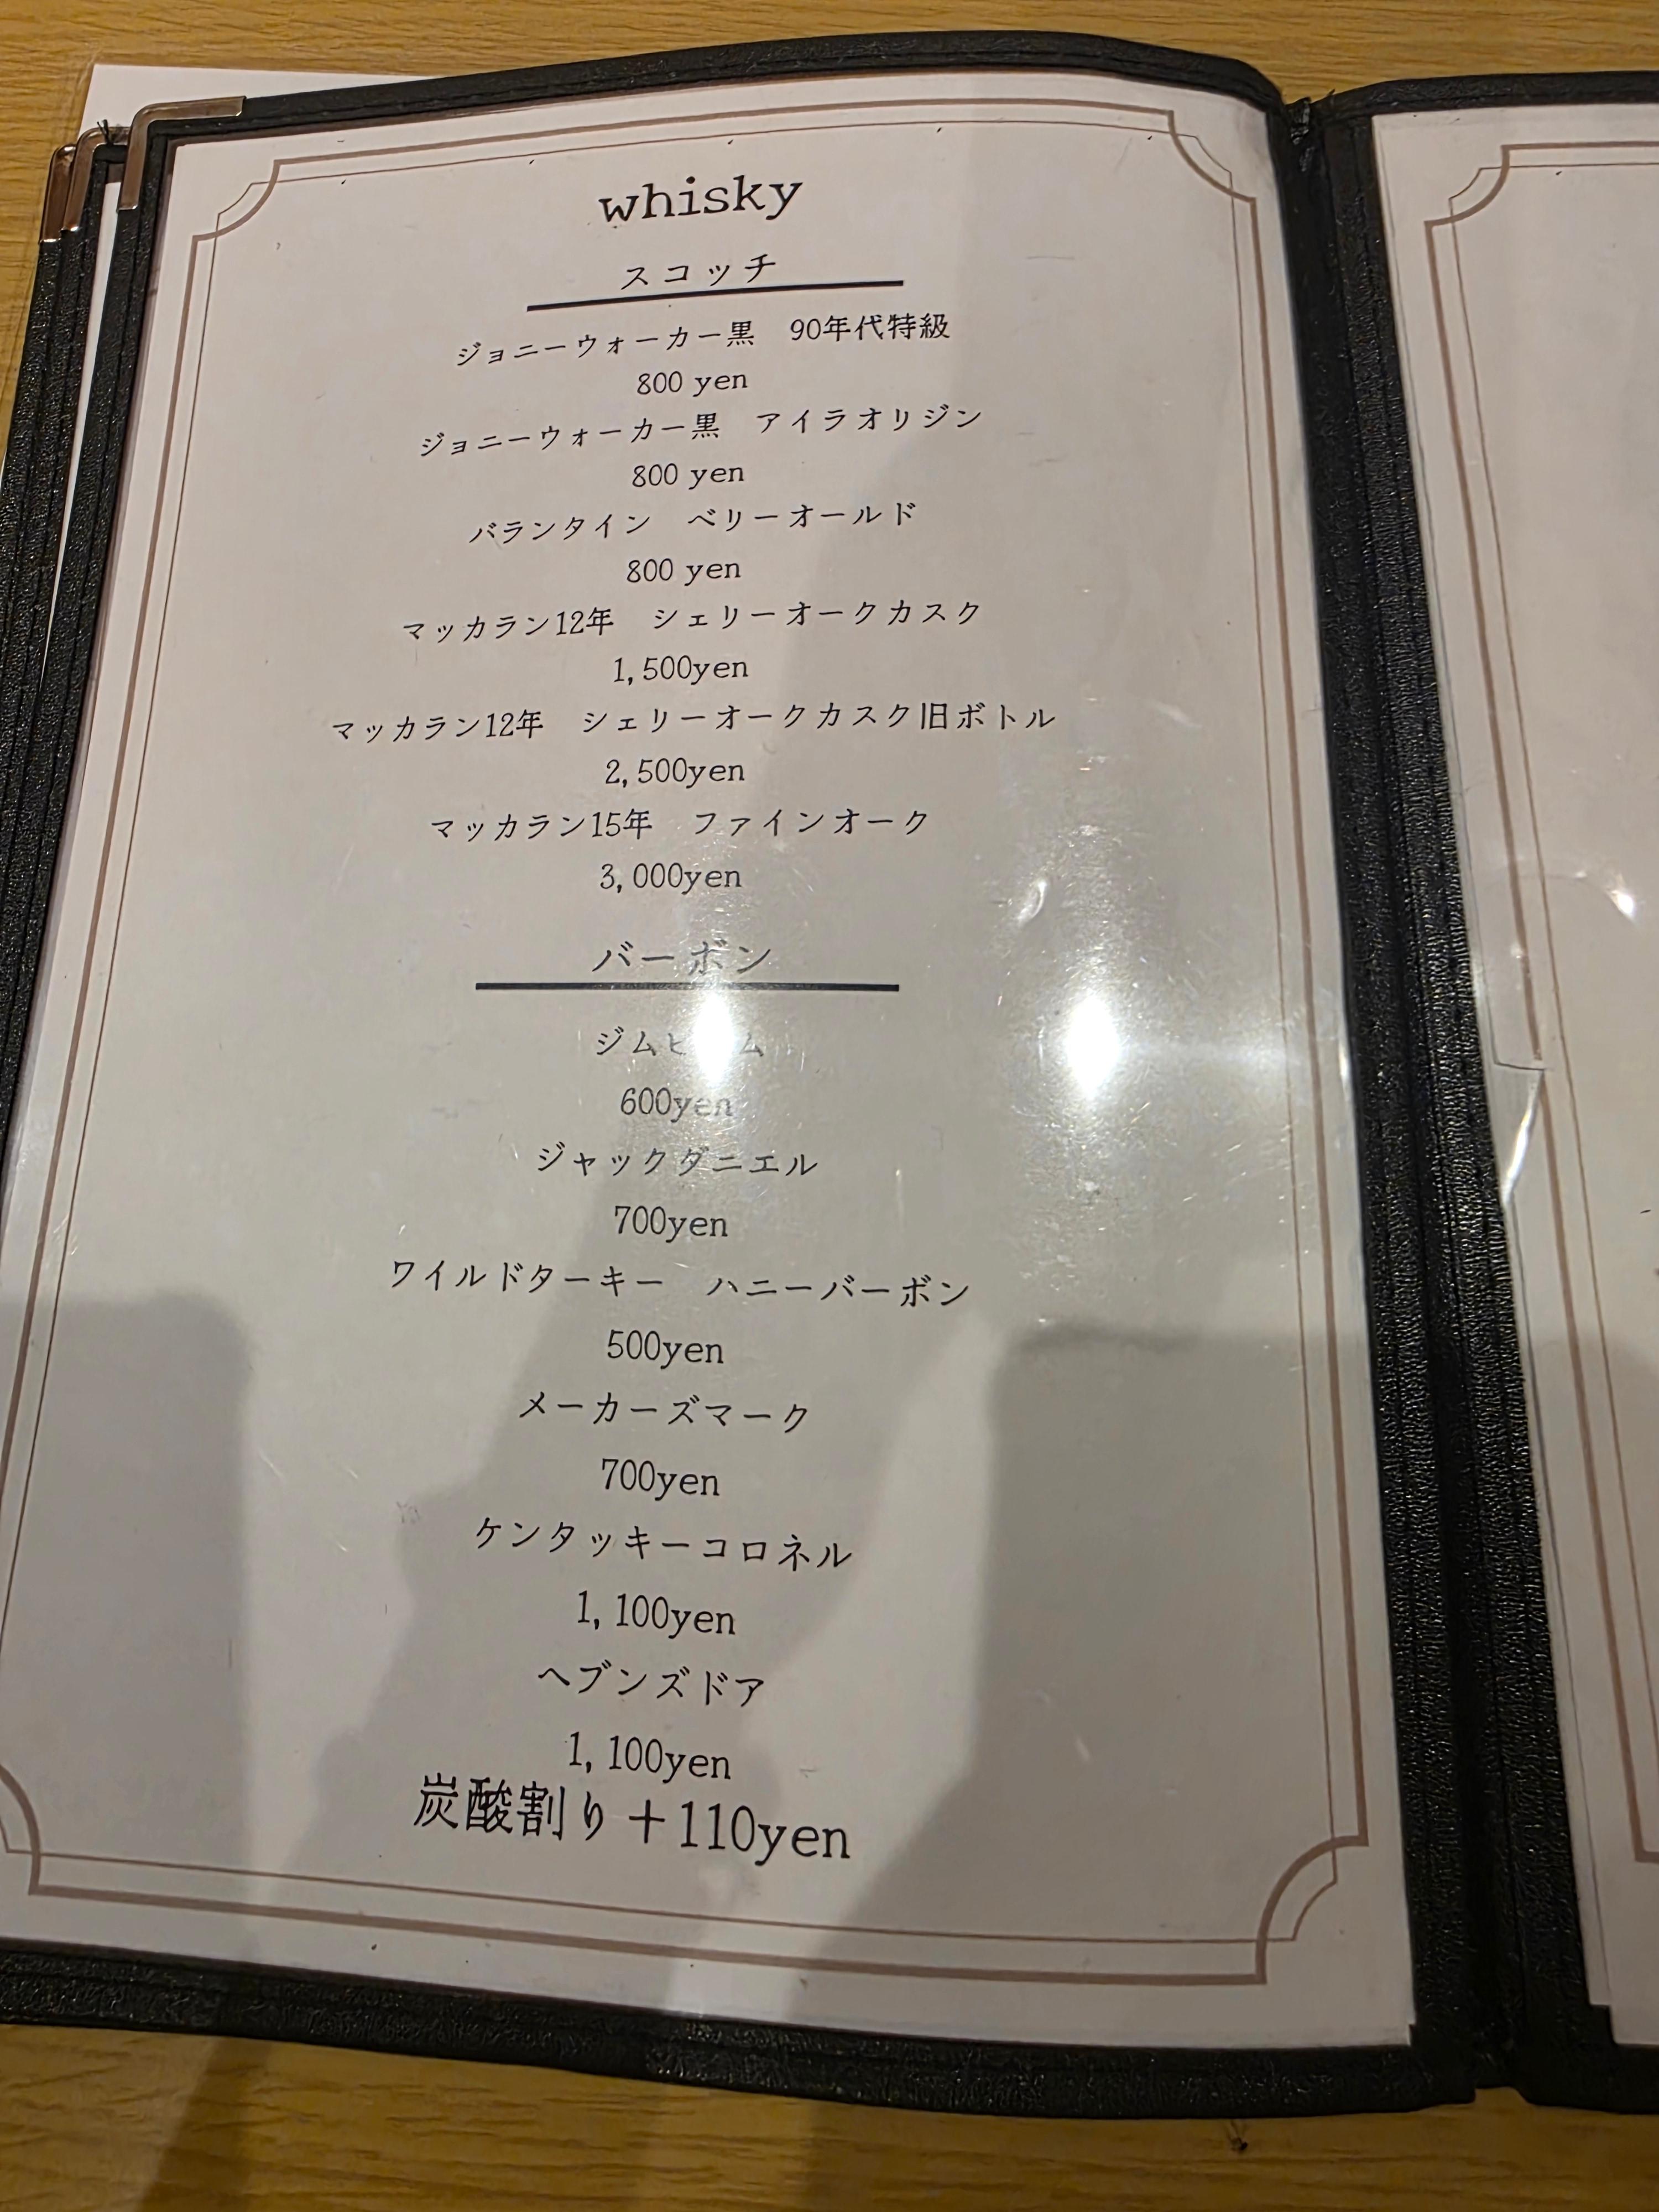 whisky
スコッチ
ジョニーウォーカー黒　90年代特級
800 yen
ジョニーウォーカー黒　アイラオリジン
800 yen
バランタイン　ベリーオールド
800 yen
マッカラン12年　シェリーオークカスク
1,500yen
マッカラン12年　シェリーオークカスク旧ボトル
2,500yen
マッカラン15年　ファインオーク
3,000yen
バーボン
ジムビーム
600yen
ジャックダニエル
700yen
ワイルドターキー　ハニーバーボン
500yen
メーカーズマーク
700yen
ケンタッキーコロネル
1,100yen
ヘブンズドア
1,100yen
炭酸割り＋110yen